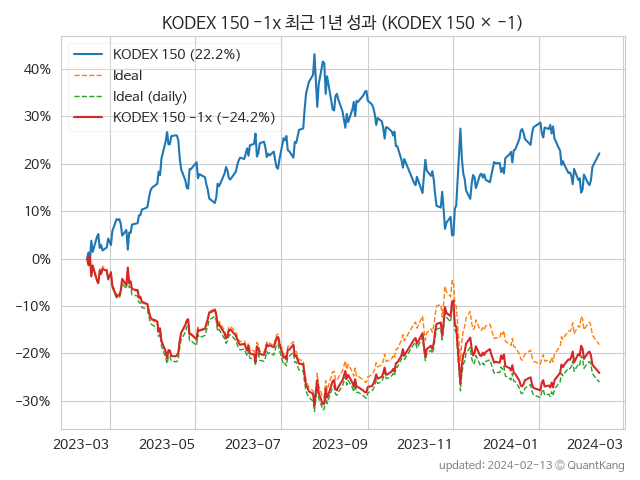 KODEX 150 −1x 최근 1년 성과 (KODEX 150 × −1)
KODEX 150 (22.2%)
Ideal
Ideal (daily)
KODEX 150 −1x (−24.2%)
40%
30%
20%
10%
0%
−10%
−20%
−30%
2023−03 2023−05 2023−07 2023−09 2023−11 2024−01 2024−03
updated: 2024−02−13 © QuantKang